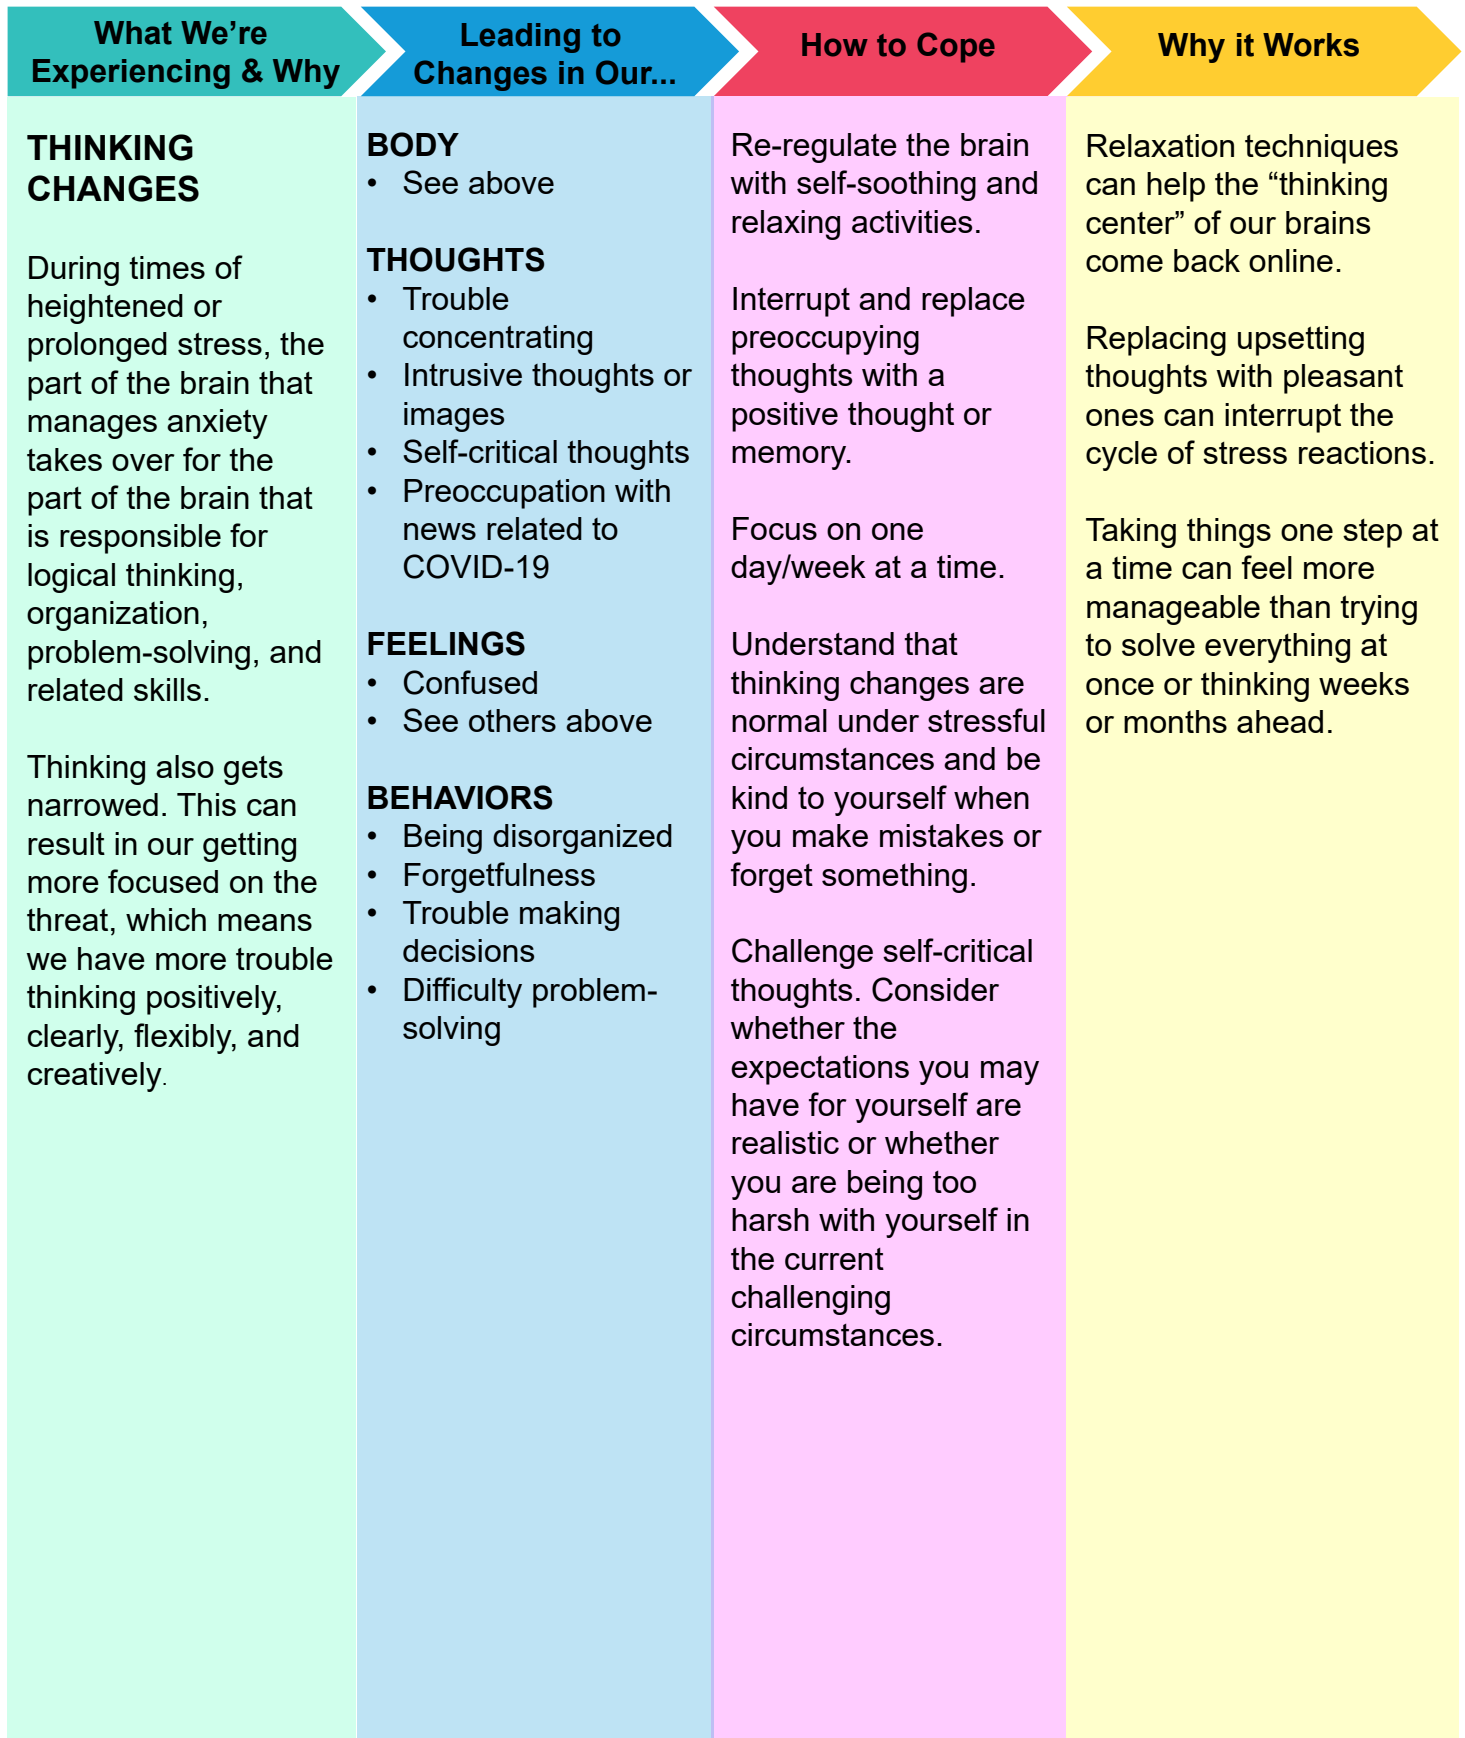 What We’re
Experiencing & Why
Leading to
Changes in Our...
How to Cope
Why it Works
THINKING
CHANGES
During times of
heightened or
prolonged stress, the
part of the brain that
manages anxiety
takes over for the
part of the brain that
is responsible for
logical thinking,
organization,
problem-solving, and
related skills.
Thinking also gets
narrowed. This can
result in our getting
more focused on the
threat, which means
we have more trouble
thinking positively,
clearly, flexibly, and
creatively.
BODY
• See above
THOUGHTS
• Trouble
concentrating
• Intrusive thoughts or
images
• Self-critical thoughts
• Preoccupation with
news related to
COVID-19
FEELINGS
• Confused
• See others above
BEHAVIORS
• Being disorganized
• Forgetfulness
• Trouble making
decisions
• Difficulty problem-
solving
Re-regulate the brain
with self-soothing and
relaxing activities.
Interrupt and replace
preoccupying
thoughts with a
positive thought or
memory.
Focus on one
day/week at a time.
Understand that
thinking changes are
normal under stressful
circumstances and be
kind to yourself when
you make mistakes or
forget something.
Challenge self-critical
thoughts. Consider
whether the
expectations you may
have for yourself are
realistic or whether
you are being too
harsh with yourself in
the current
challenging
circumstances.
Relaxation techniques
can help the “thinking
center” of our brains
come back online.
Replacing upsetting
thoughts with pleasant
ones can interrupt the
cycle of stress reactions.
Taking things one step at
a time can feel more
manageable than trying
to solve everything at
once or thinking weeks
or months ahead.